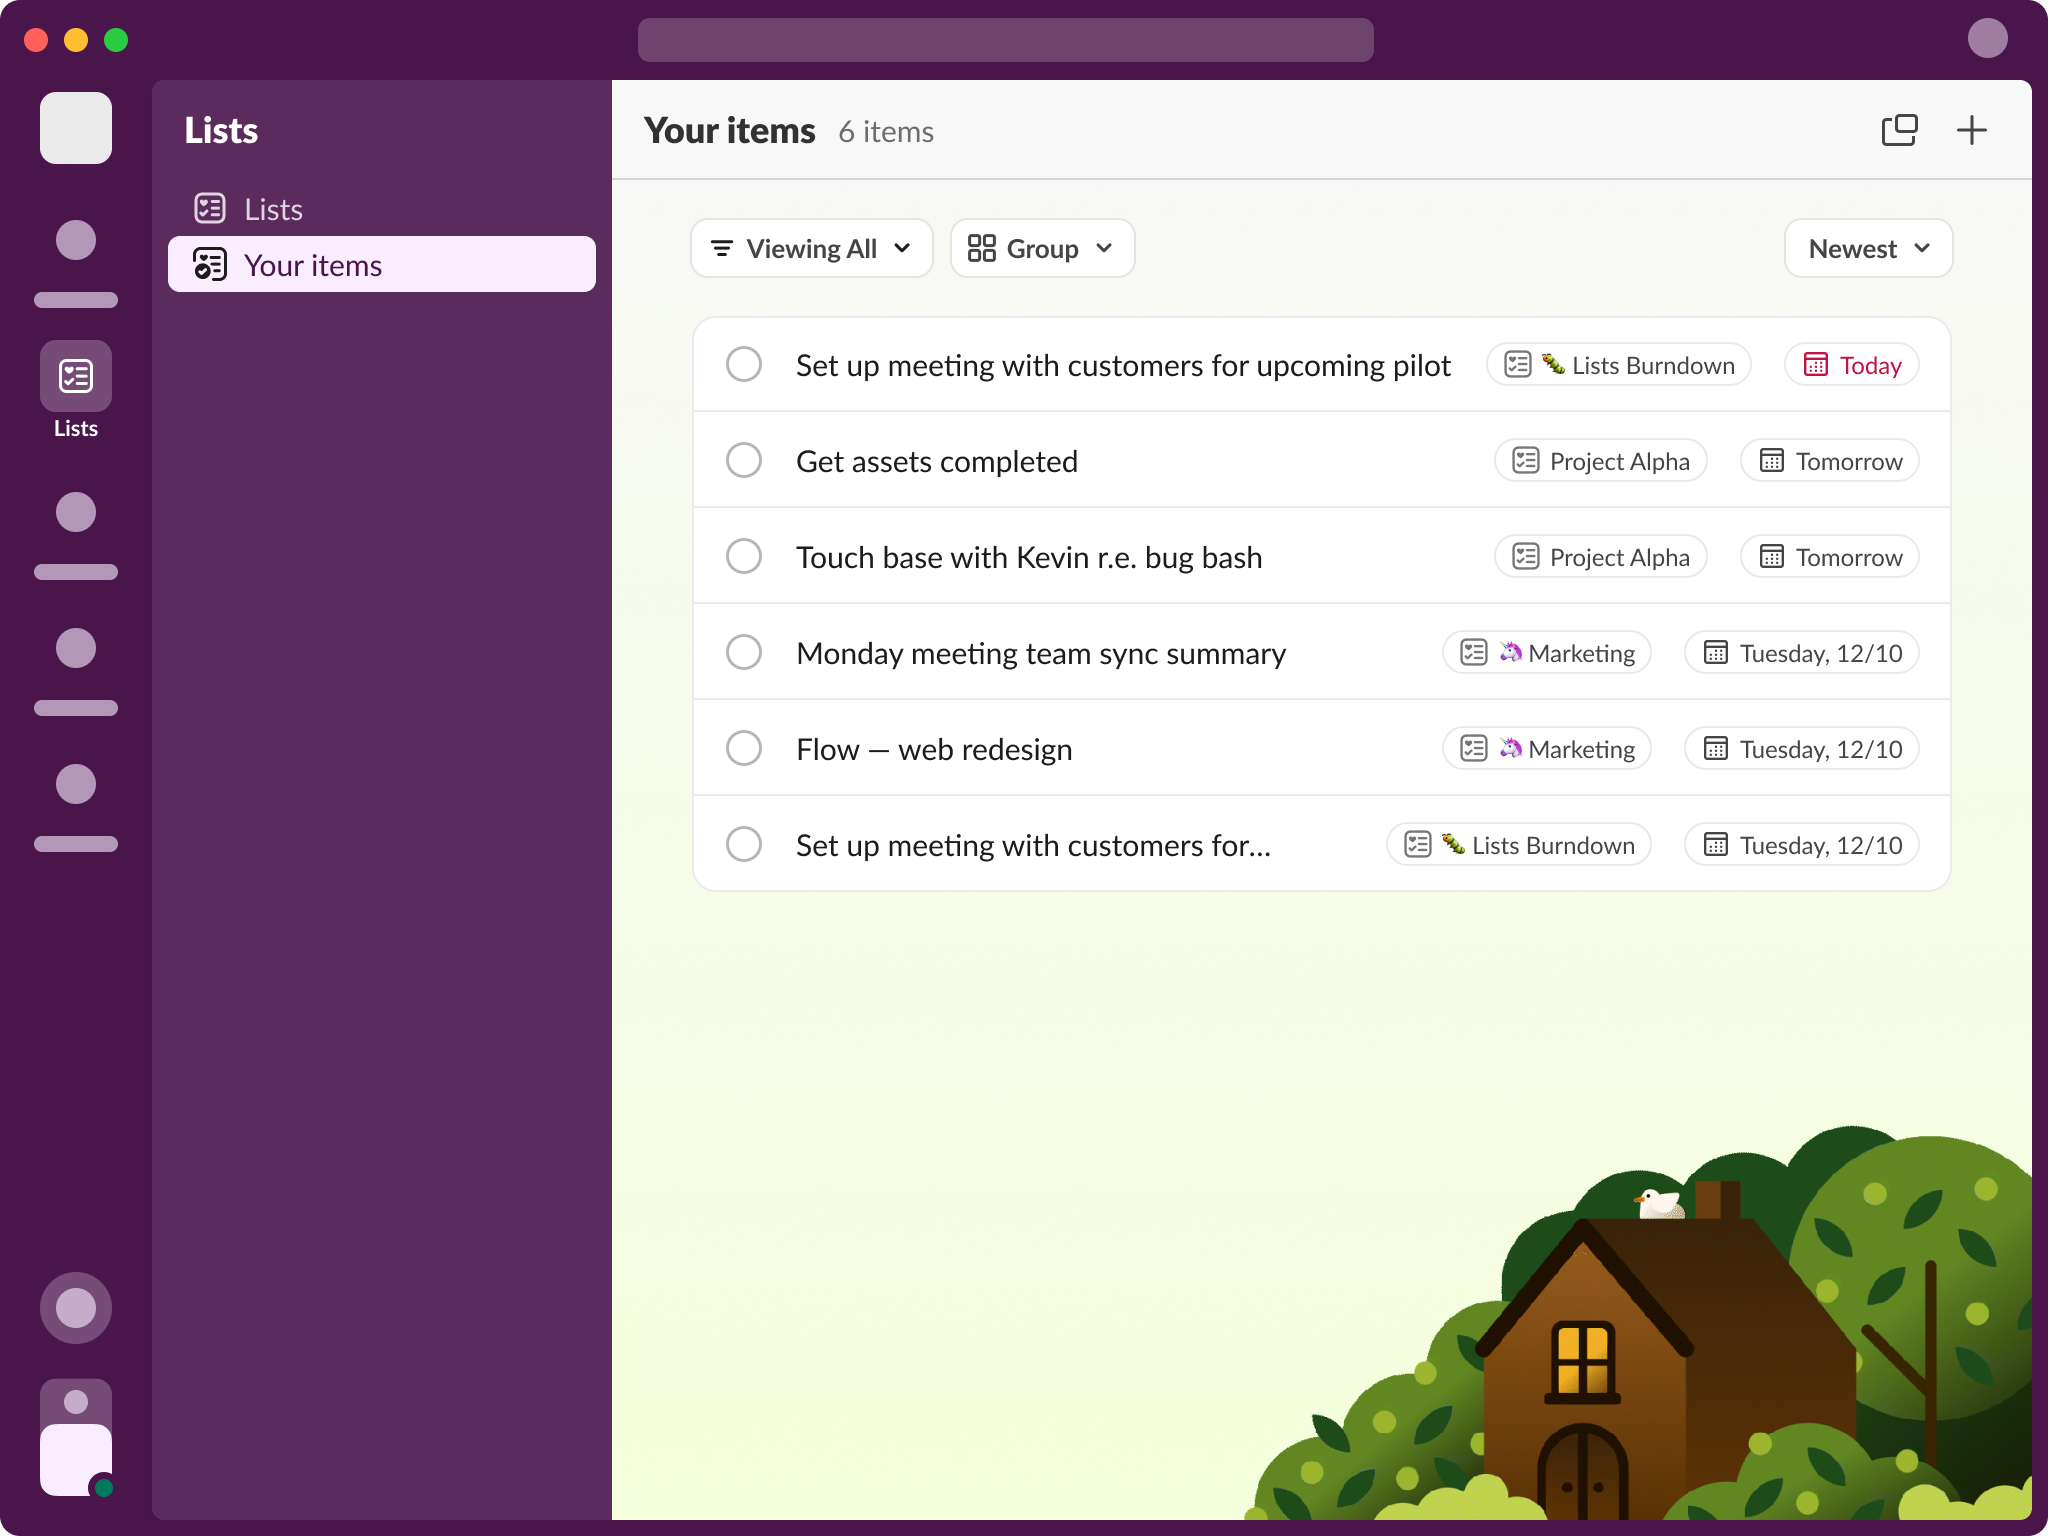 Lists
Lists
Your items
Lists
Your items 6 items
Viewing All Group Newest
Set up meeting with customers for upcoming pilot 🐛 Lists Burndown Today
Get assets completed Project Alpha Tomorrow
Touch base with Kevin r.e. bug bash Project Alpha Tomorrow
Monday meeting team sync summary 🦄 Marketing Tuesday, 12/10
Flow — web redesign 🦄 Marketing Tuesday, 12/10
Set up meeting with customers for... 🐛 Lists Burndown Tuesday, 12/10